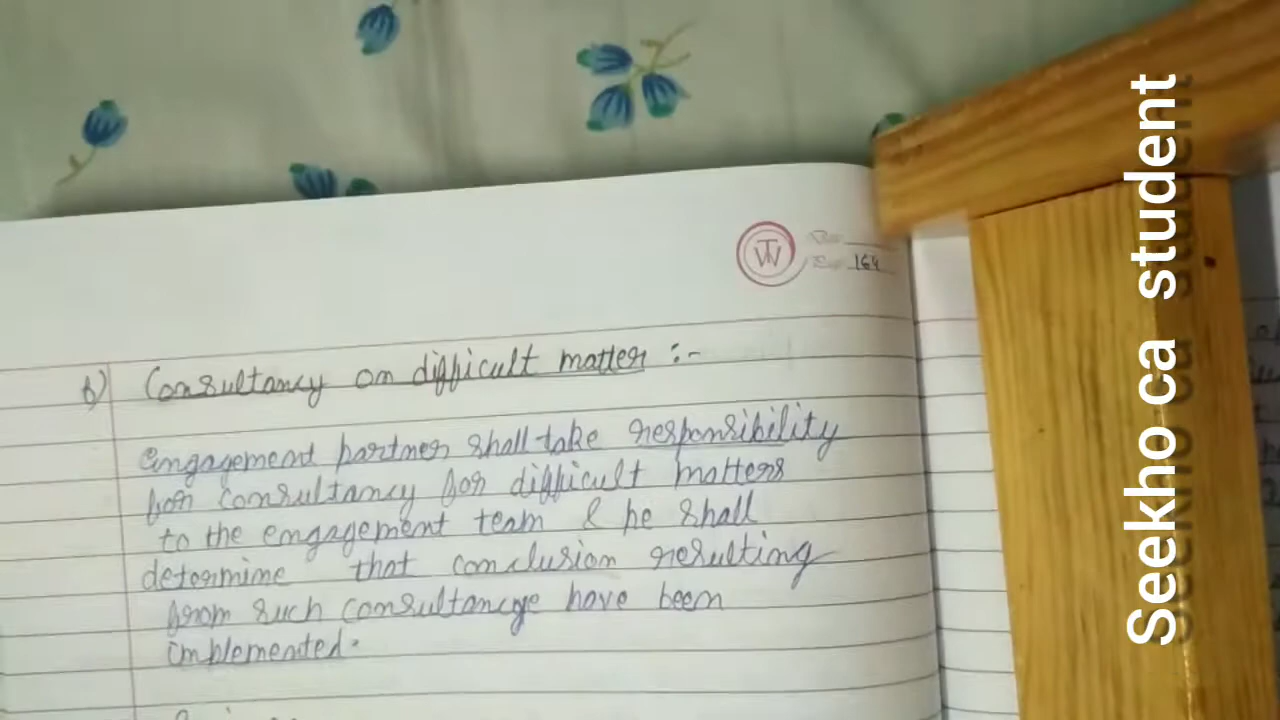 164
b) Consultancy on difficult matter :-
Engagement partner shall take responsibility
for consultancy for difficult matters
to the engagement team & he shall
determine that conclusion resulting
from such consultancye have been
implemented.
Seekho ca student